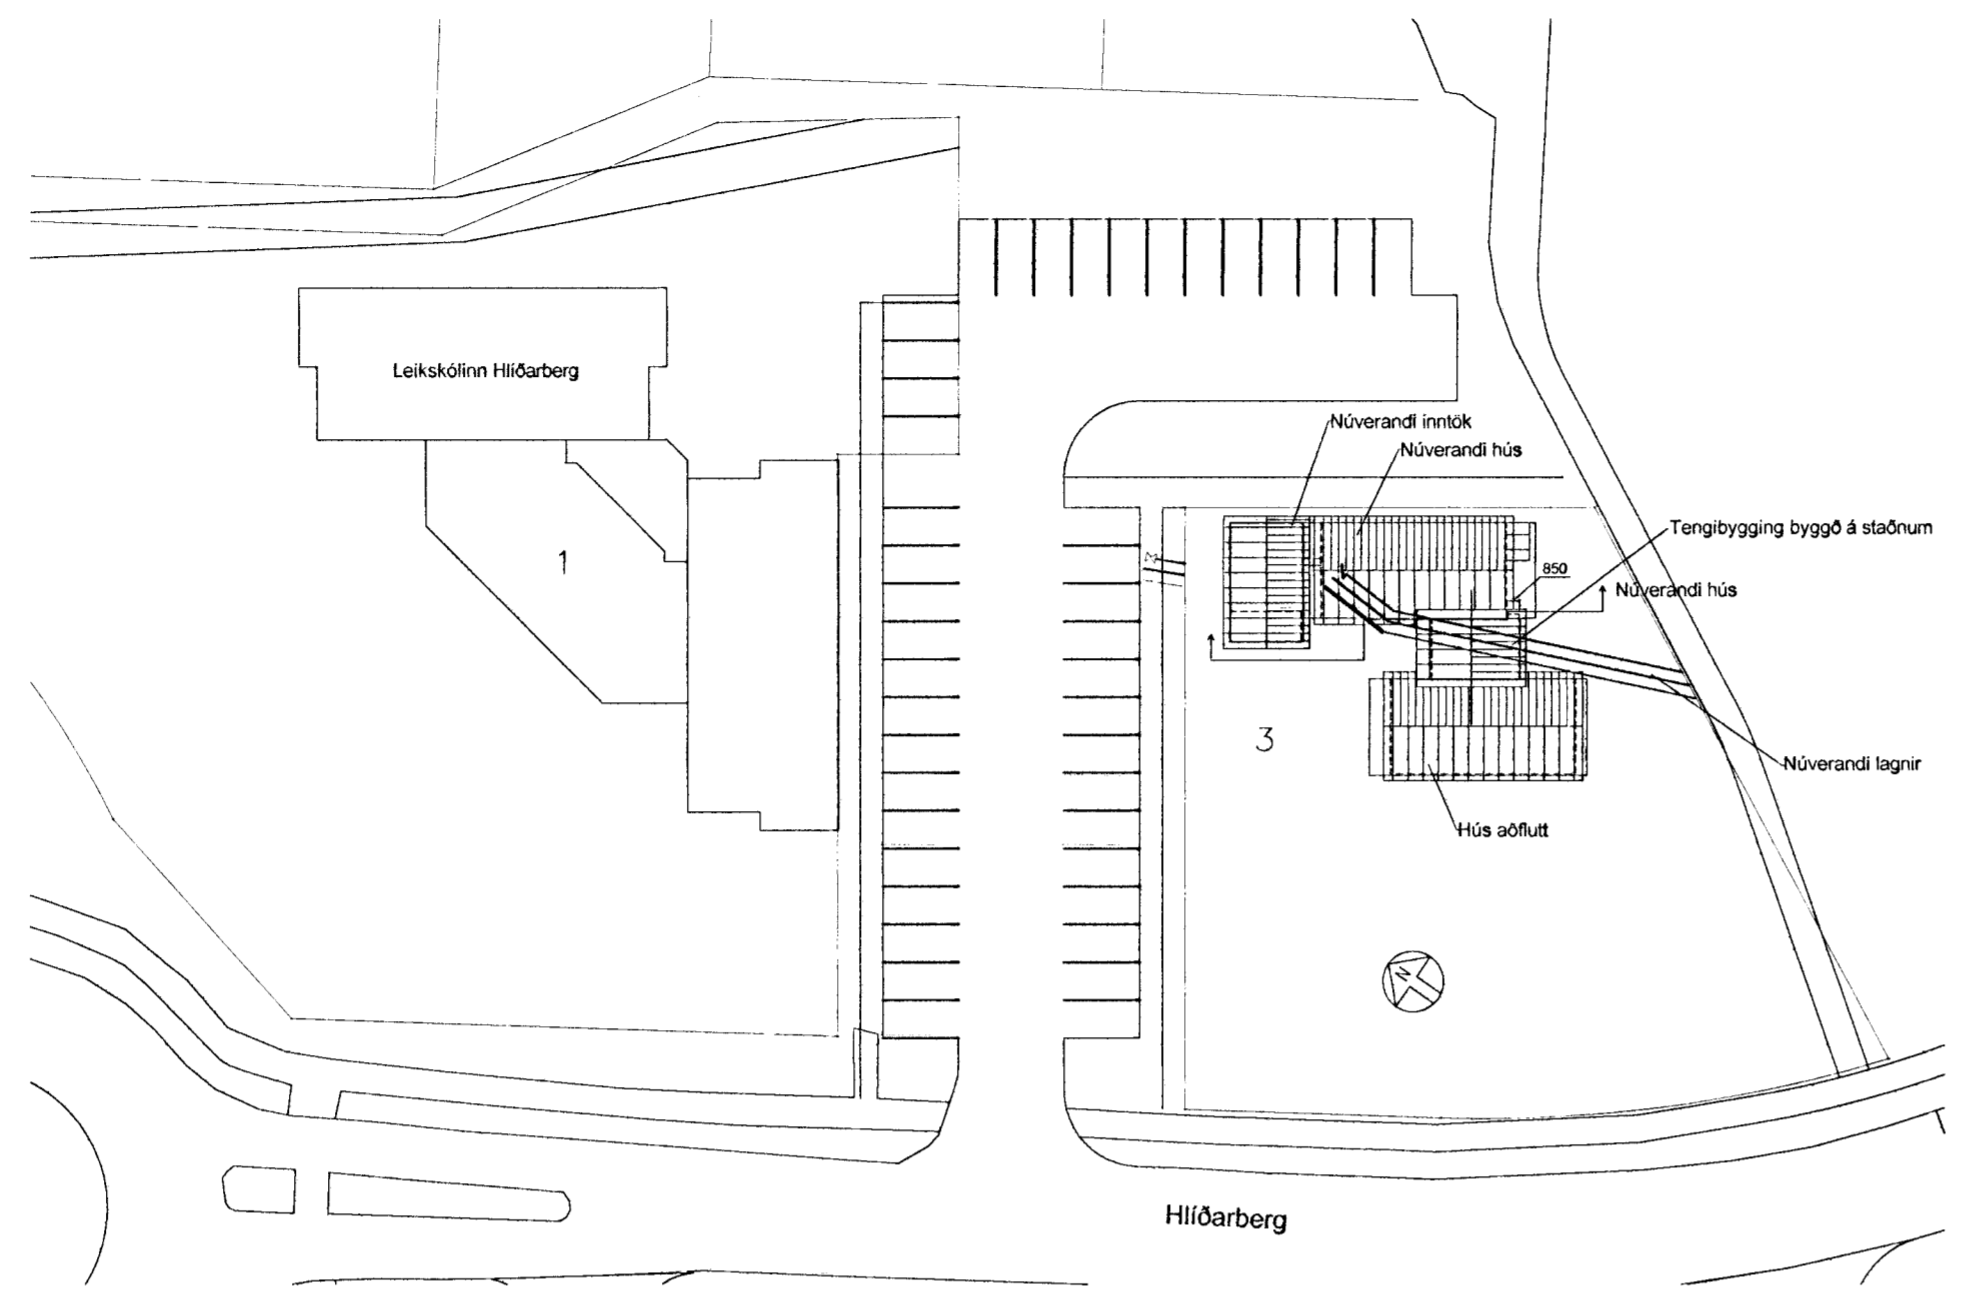 Leikskólinn Hlíðarberg
Núverandi inntök
Núverandi hús
Tengibygging byggð á staðnum
1
850
Núverandi hús
3
Núverandi lagnir
Hús aðflutt
N
Hlíðarberg